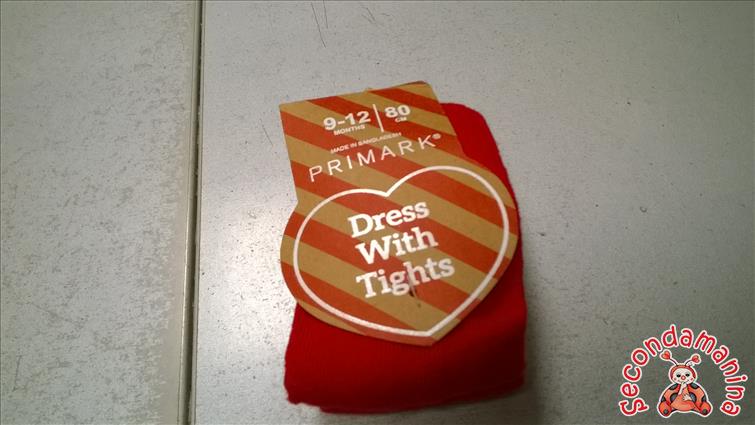 9-12 | 80
MONTHS CM
MADE IN BANGLADESH
PRIMARK®
Dress
With
Tights
Secondamanina